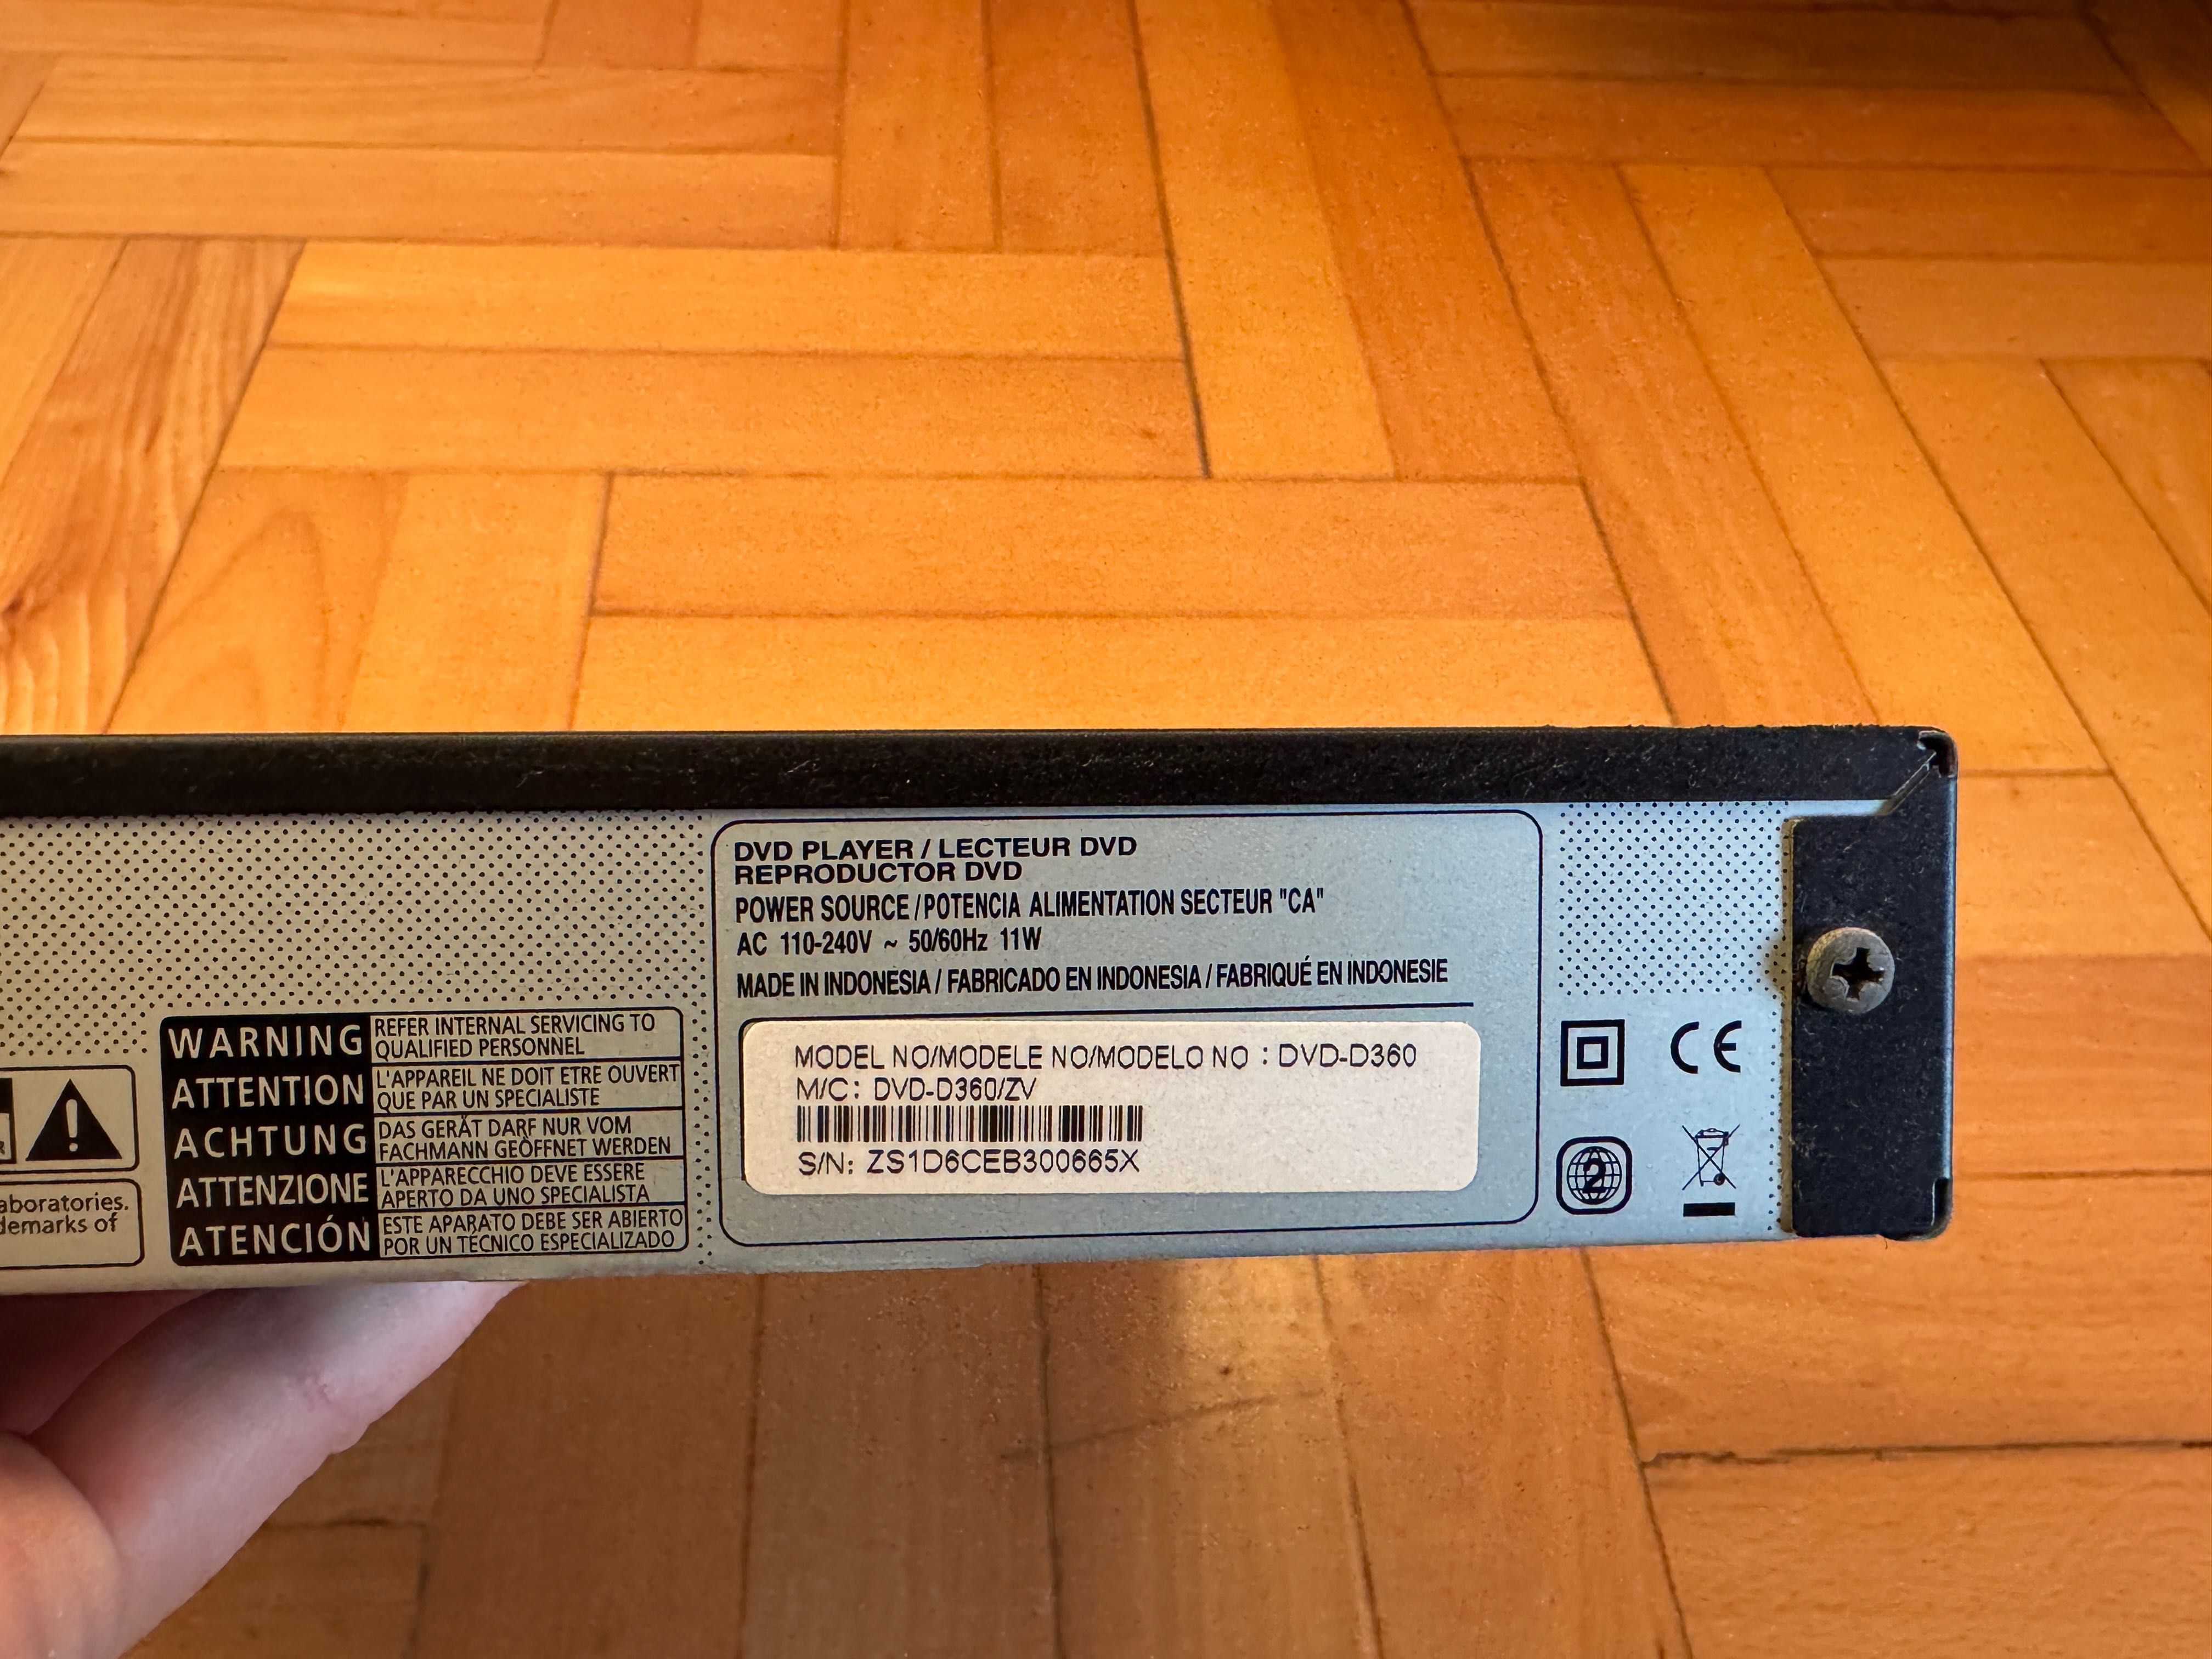 DVD PLAYER / LECTEUR DVD
REPRODUCTOR DVD
POWER SOURCE / POTENCIA ALIMENTATION SECTEUR "CA"
AC 110-240V ~ 50/60Hz 11W
MADE IN INDONESIA / FABRICADO EN INDONESIA / FABRIQUÉ EN INDONESIE
MODEL NO/MODELE NO/MODELO NO : DVD-D360
M/C: DVD-D360/ZV
S/N: ZS1D6CEB300665X
CE
2
WARNING REFER INTERNAL SERVICING TO
QUALIFIED PERSONNEL
ATTENTION L'APPAREIL NE DOIT ETRE OUVERT
QUE PAR UN SPECIALISTE
ACHTUNG DAS GERÄT DARF NUR VOM
FACHMANN GEÖFFNET WERDEN
ATTENZIONE L'APPARECCHIO DEVE ESSERE
APERTO DA UNO SPECIALISTA
ATENCIÓN ESTE APARATO DEBE SER ABIERTO
POR UN TECNICO ESPECIALIZADO
aboratories.
demarks of